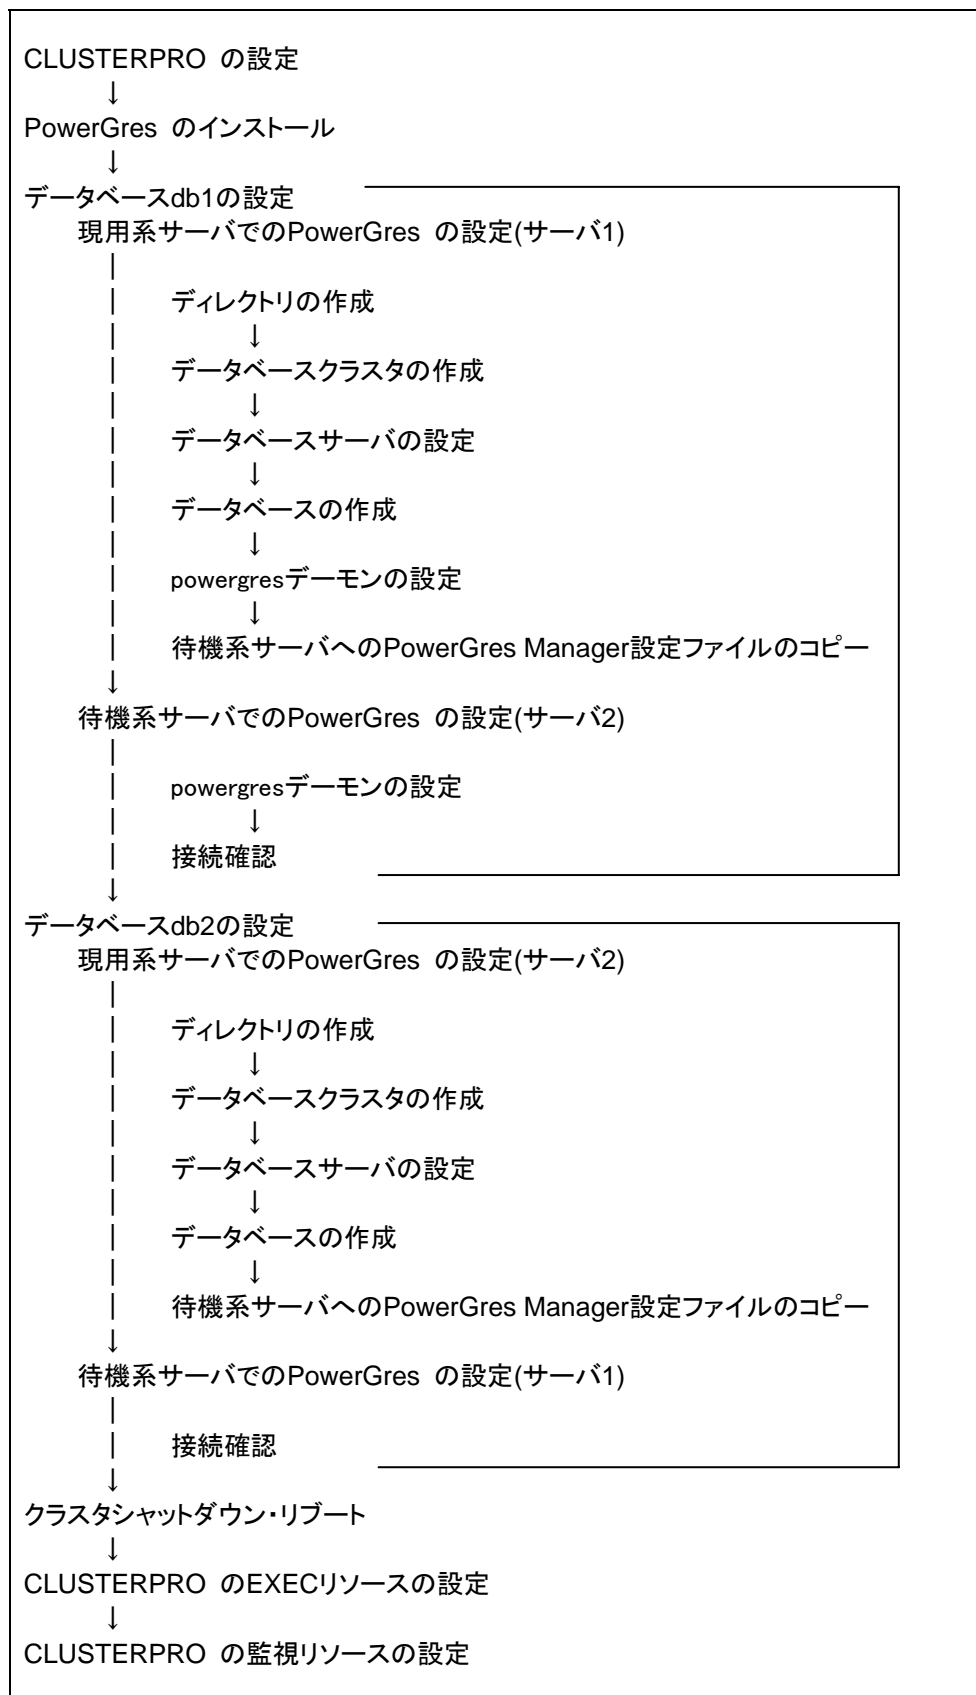 CLUSTERPRO の設定
↓
PowerGres のインストール
↓
データベースdb1の設定
現用系サーバでのPowerGres の設定(サーバ1)
ディレクトリの作成
↓
データベースクラスタの作成
↓
データベースサーバの設定
↓
データベースの作成
↓
powergresデーモンの設定
↓
待機系サーバへのPowerGres Manager設定ファイルのコピー
↓
待機系サーバでのPowerGres の設定(サーバ2)
powergresデーモンの設定
↓
接続確認
↓
データベースdb2の設定
現用系サーバでのPowerGres の設定(サーバ2)
ディレクトリの作成
↓
データベースクラスタの作成
↓
データベースサーバの設定
↓
データベースの作成
↓
待機系サーバへのPowerGres Manager設定ファイルのコピー
↓
待機系サーバでのPowerGres の設定(サーバ1)
接続確認
↓
クラスタシャットダウン・リブート
↓
CLUSTERPRO のEXECリソースの設定
↓
CLUSTERPRO の監視リソースの設定